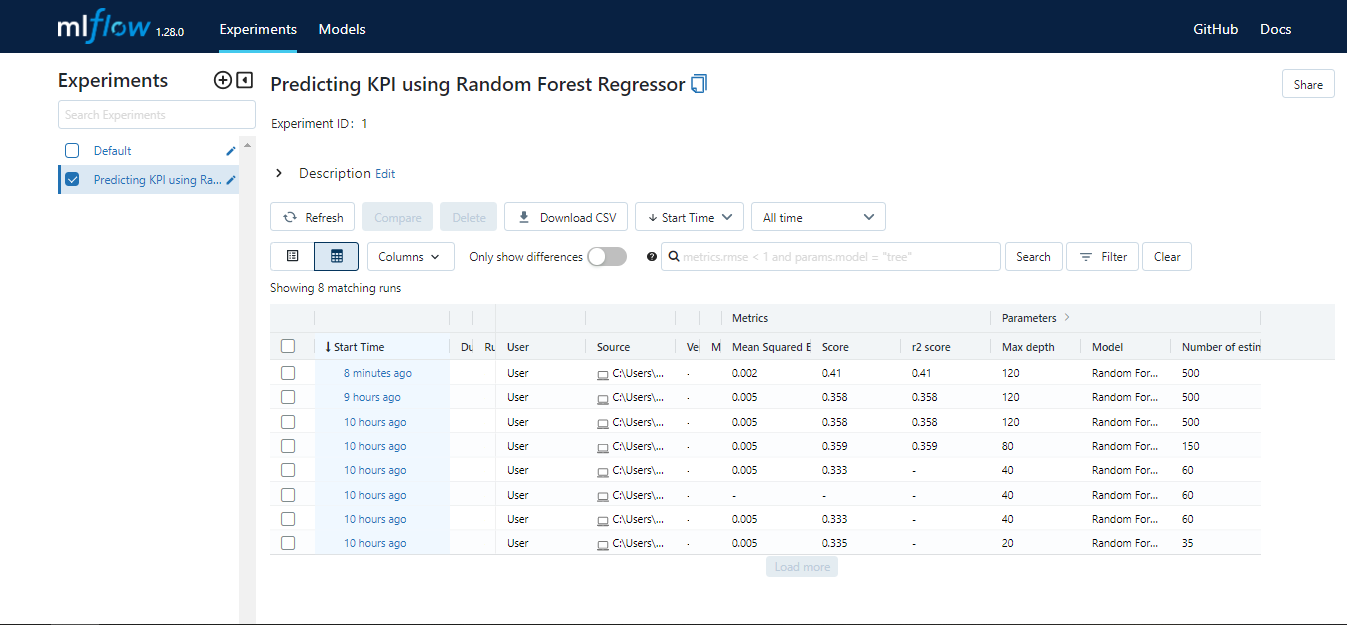 mlflow 1.28.0 Experiments Models GitHub Docs
Experiments
Search Experiments
Default
Predicting KPI using Ra...
Predicting KPI using Random Forest Regressor
Share
Experiment ID: 1
Description Edit
Refresh Compare Delete Download CSV Start Time All time
Columns Only show differences metrics.rmse < 1 and params.model = "tree" Search Filter Clear
Showing 8 matching runs
Metrics Parameters
Start Time Du Ru User Source Ve M Mean Squared E Score r2 score Max depth Model Number of estin
8 minutes ago User C:\Users\... - 0.002 0.41 0.41 120 Random For... 500
9 hours ago User C:\Users\... - 0.005 0.358 0.358 120 Random For... 500
10 hours ago User C:\Users\... - 0.005 0.358 0.358 120 Random For... 500
10 hours ago User C:\Users\... - 0.005 0.359 0.359 80 Random For... 150
10 hours ago User C:\Users\... - 0.005 0.333 - 40 Random For... 60
10 hours ago User C:\Users\... - - - - 40 Random For... 60
10 hours ago User C:\Users\... - 0.005 0.333 - 40 Random For... 60
10 hours ago User C:\Users\... - 0.005 0.335 - 20 Random For... 35
Load more